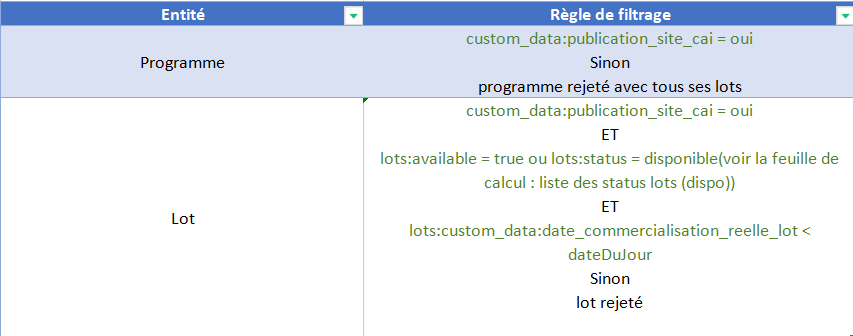 Entité
Règle de filtrage
Programme
custom_data:publication_site_cai = oui
Sinon
programme rejeté avec tous ses lots
Lot
custom_data:publication_site_cai = oui
ET
lots:available = true ou lots:status = disponible(voir la feuille de
calcul : liste des status lots (dispo))
ET
lots:custom_data:date_commercialisation_reelle_lot <
dateDuJour
Sinon
lot rejeté